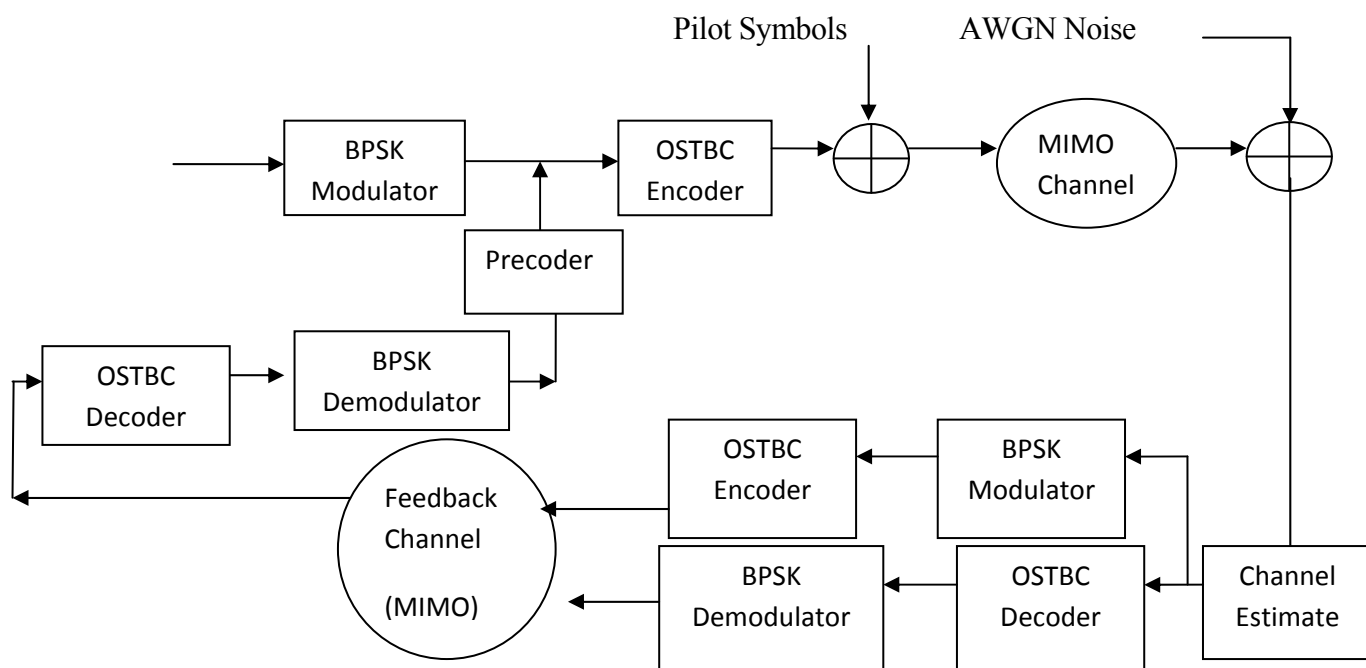 Pilot Symbols
AWGN Noise
BPSK
Modulator
OSTBC
Encoder
MIMO
Channel
Precoder
OSTBC
Decoder
BPSK
Demodulator
OSTBC
Encoder
BPSK
Modulator
Feedback
Channel
(MIMO)
BPSK
Demodulator
OSTBC
Decoder
Channel
Estimate